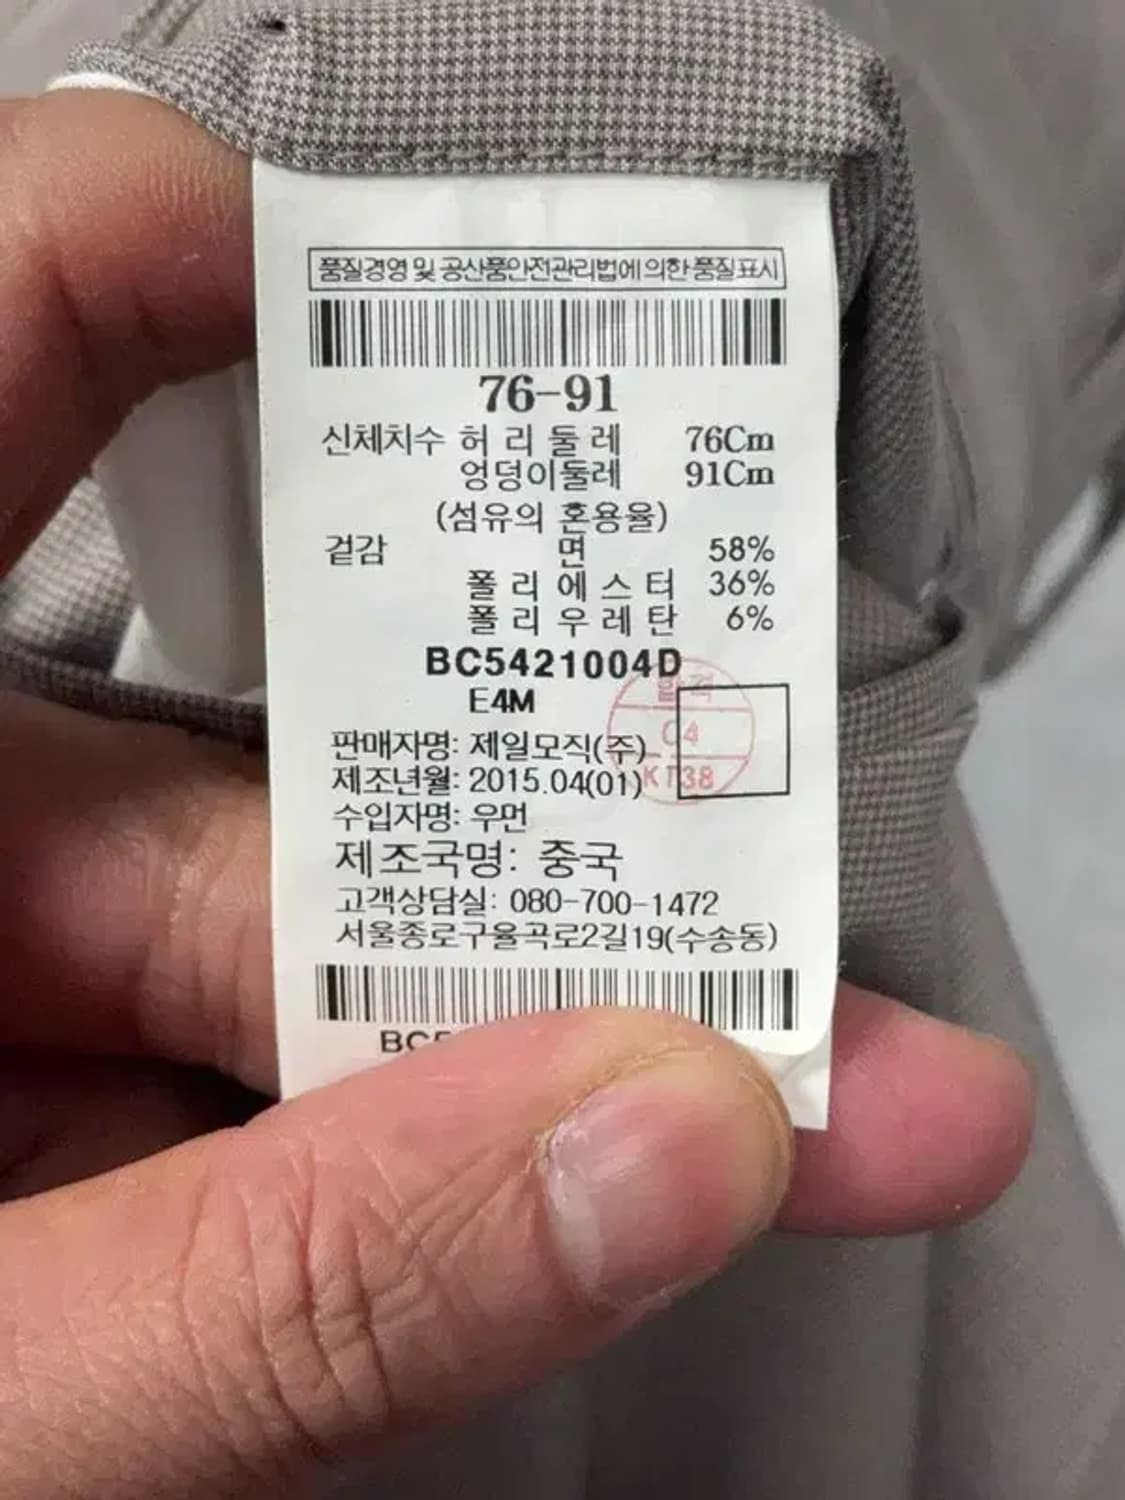 품질경영 및 공산품안전관리법에 의한 품질표시
76-91
신체치수 허 리 둘 레 76Cm
엉덩이둘레 91Cm
(섬유의 혼용율)
겉감 면 58%
폴 리 에 스 터 36%
폴 리 우 레 탄 6%
BC5421004D
E4M
합격
04
KT38
판매자명: 제일모직(주)
제조년월: 2015.04(01)
수입자명: 우먼
제조국명: 중국
고객상담실: 080-700-1472
서울종로구율곡로2길19(수송동)